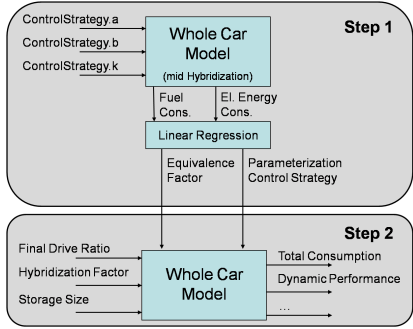 Step 1
ControlStrategy.a
ControlStrategy.b
ControlStrategy.k
Whole Car
Model
(mid Hybridization)
Fuel
Cons.
El. Energy
Cons.
Linear Regression
Equivalence
Factor
Parameterization
Control Strategy
Step 2
Final Drive Ratio
Hybridization Factor
Storage Size
Whole Car
Model
Total Consumption
Dynamic Performance
...